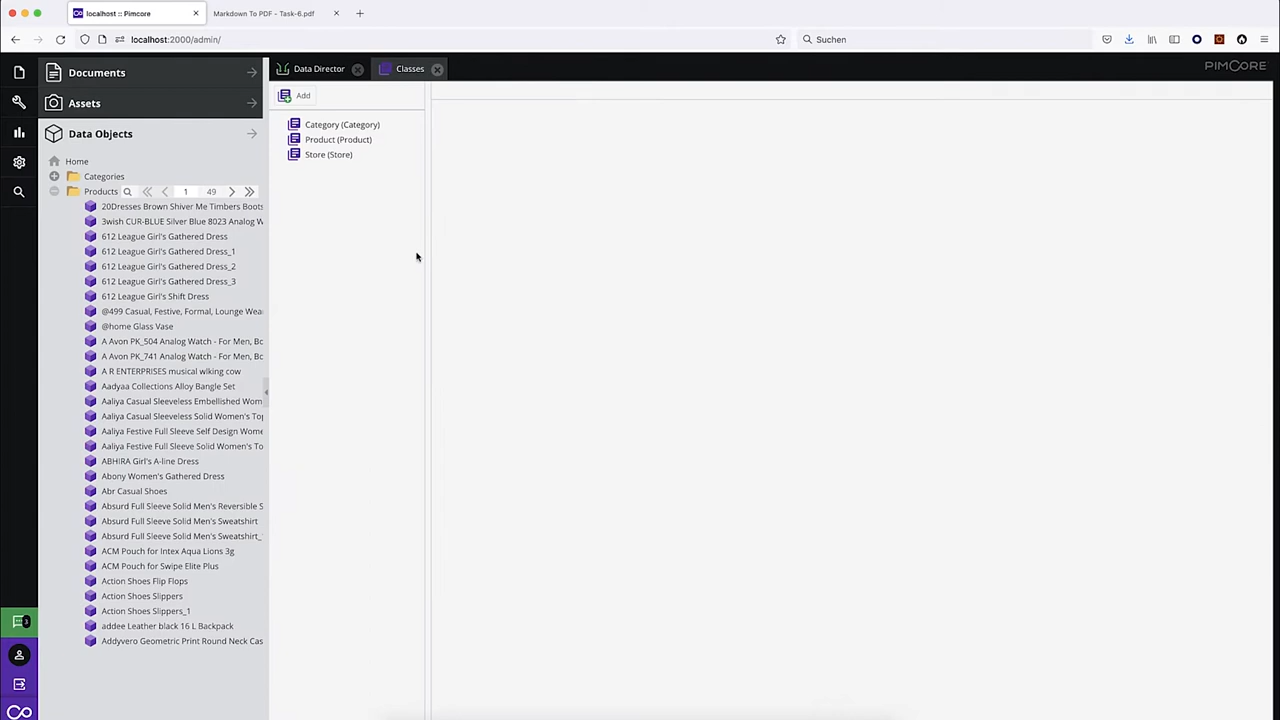 localhost :: Pimcore
Markdown To PDF - Task-6.pdf
localhost:2000/admin/
Suchen
Documents
Assets
Data Objects
Home
Categories
Products 1 49
20Dresses Brown Shiver Me Timbers Boots
3wish CUR-BLUE Silver Blue 8023 Analog W
612 League Girl's Gathered Dress
612 League Girl's Gathered Dress_1
612 League Girl's Gathered Dress_2
612 League Girl's Gathered Dress_3
612 League Girl's Shift Dress
@499 Casual, Festive, Formal, Lounge Wea
@home Glass Vase
A Avon PK_504 Analog Watch - For Men, Bo
A Avon PK_741 Analog Watch - For Men, Bo
A R ENTERPRISES musical wlking cow
Aadyaa Collections Alloy Bangle Set
Aaliya Casual Sleeveless Embellished Wom
Aaliya Casual Sleeveless Solid Women's Top
Aaliya Festive Full Sleeve Self Design Wome
Aaliya Festive Full Sleeve Solid Women's To
ABHIRA Girl's A-line Dress
Abony Women's Gathered Dress
Abr Casual Shoes
Absurd Full Sleeve Solid Men's Reversible S
Absurd Full Sleeve Solid Men's Sweatshirt
Absurd Full Sleeve Solid Men's Sweatshirt_
ACM Pouch for Intex Aqua Lions 3g
ACM Pouch for Swipe Elite Plus
Action Shoes Flip Flops
Action Shoes Slippers
Action Shoes Slippers_1
addee Leather black 16 L Backpack
Addyvero Geometric Print Round Neck Cas
Data Director
Classes
PIMCORE
Add
Category (Category)
Product (Product)
Store (Store)